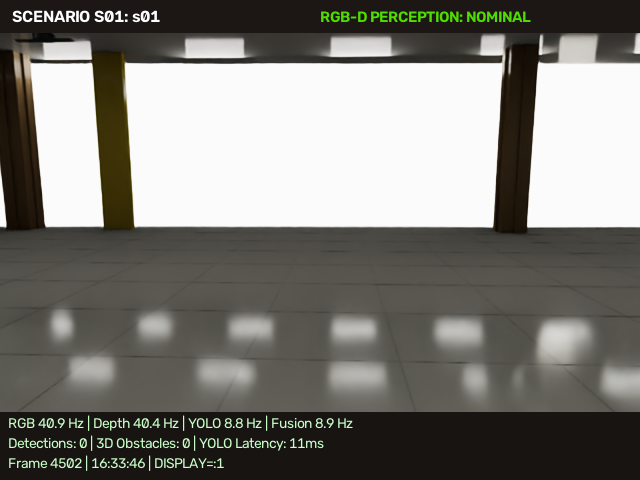 SCENARIO S01: s01
RGB-D PERCEPTION: NOMINAL
RGB 40.9 Hz | Depth 40.4 Hz | YOLO 8.8 Hz | Fusion 8.9 Hz
Detections: 0 | 3D Obstacles: 0 | YOLO Latency: 11ms
Frame 4502 | 16:33:46 | DISPLAY=:1